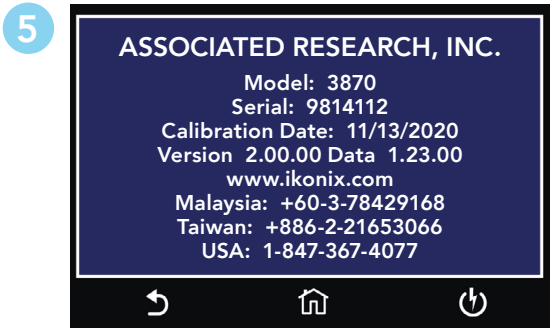 5
ASSOCIATED RESEARCH, INC.
Model: 3870
Serial: 9814112
Calibration Date: 11/13/2020
Version 2.00.00 Data 1.23.00
www.ikonix.com
Malaysia: +60-3-78429168
Taiwan: +886-2-21653066
USA: 1-847-367-4077